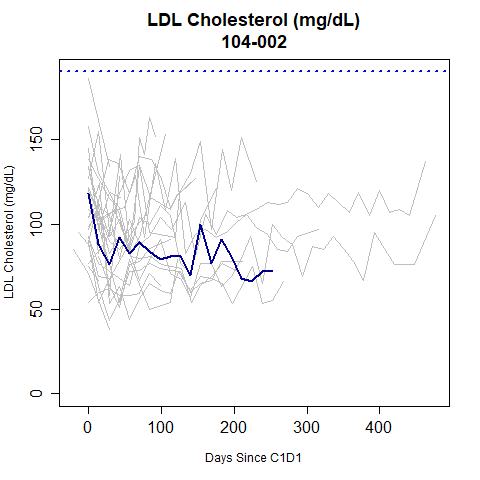 LDL Cholesterol (mg/dL)
104-002
LDL Cholesterol (mg/dL)
150
100
50
0
0 100 200 300 400
Days Since C1D1